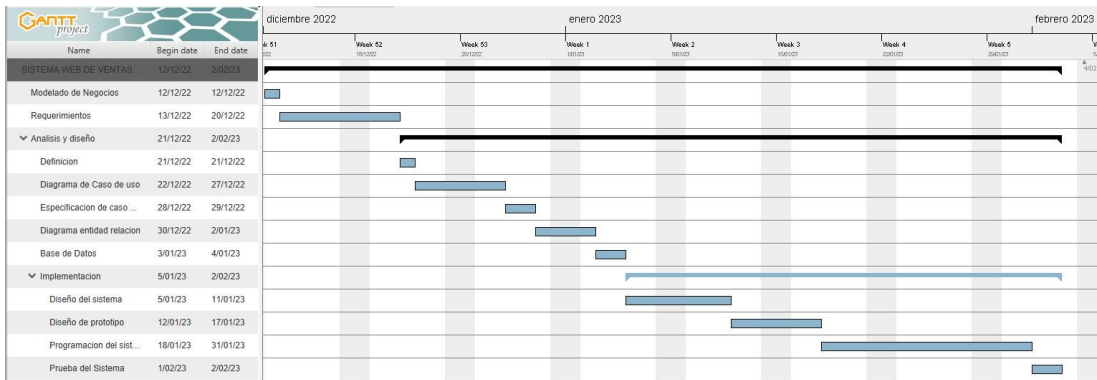 GANTT project
diciembre 2022 enero 2023 febrero 2023
Week 52 Week 53 Week 1 Week 2 Week 3 Week 4 Week 5
Name Begin date End date
SISTEMA WEB DE VENTAS... 12/12/22 2/02/23
Modelado de Negocios 12/12/22 12/12/22
Requerimientos 13/12/22 20/12/22
Analisis y diseño 21/12/22 2/02/23
Definicion 21/12/22 21/12/22
Diagrama de Caso de uso 22/12/22 27/12/22
Especificacion de caso ... 28/12/22 29/12/22
Diagrama entidad relacion 30/12/22 2/01/23
Base de Datos 3/01/23 4/01/23
Implementacion 5/01/23 2/02/23
Diseño del sistema 5/01/23 11/01/23
Diseño de prototipo 12/01/23 17/01/23
Programacion del sist... 18/01/23 31/01/23
Prueba del Sistema 1/02/23 2/02/23